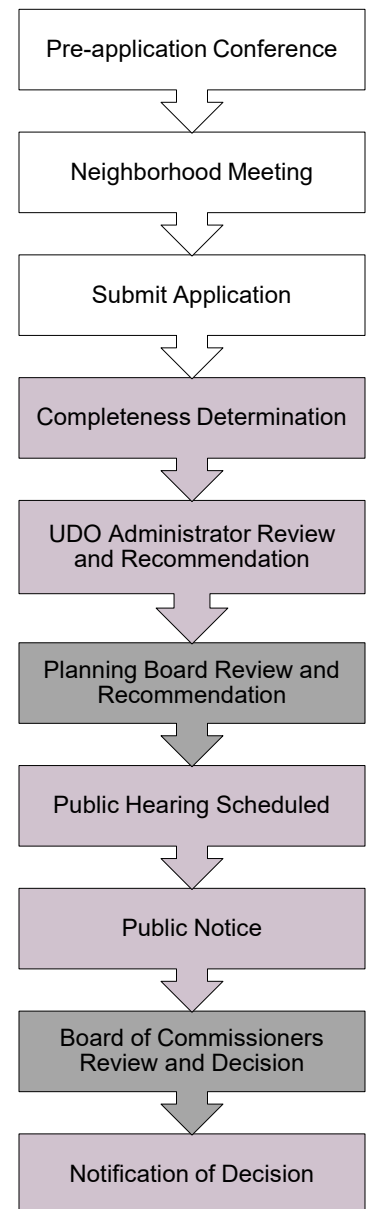 Pre-application Conference
Neighborhood Meeting
Submit Application
Completeness Determination
UDO Administrator Review
and Recommendation
Planning Board Review and
Recommendation
Public Hearing Scheduled
Public Notice
Board of Commissioners
Review and Decision
Notification of Decision